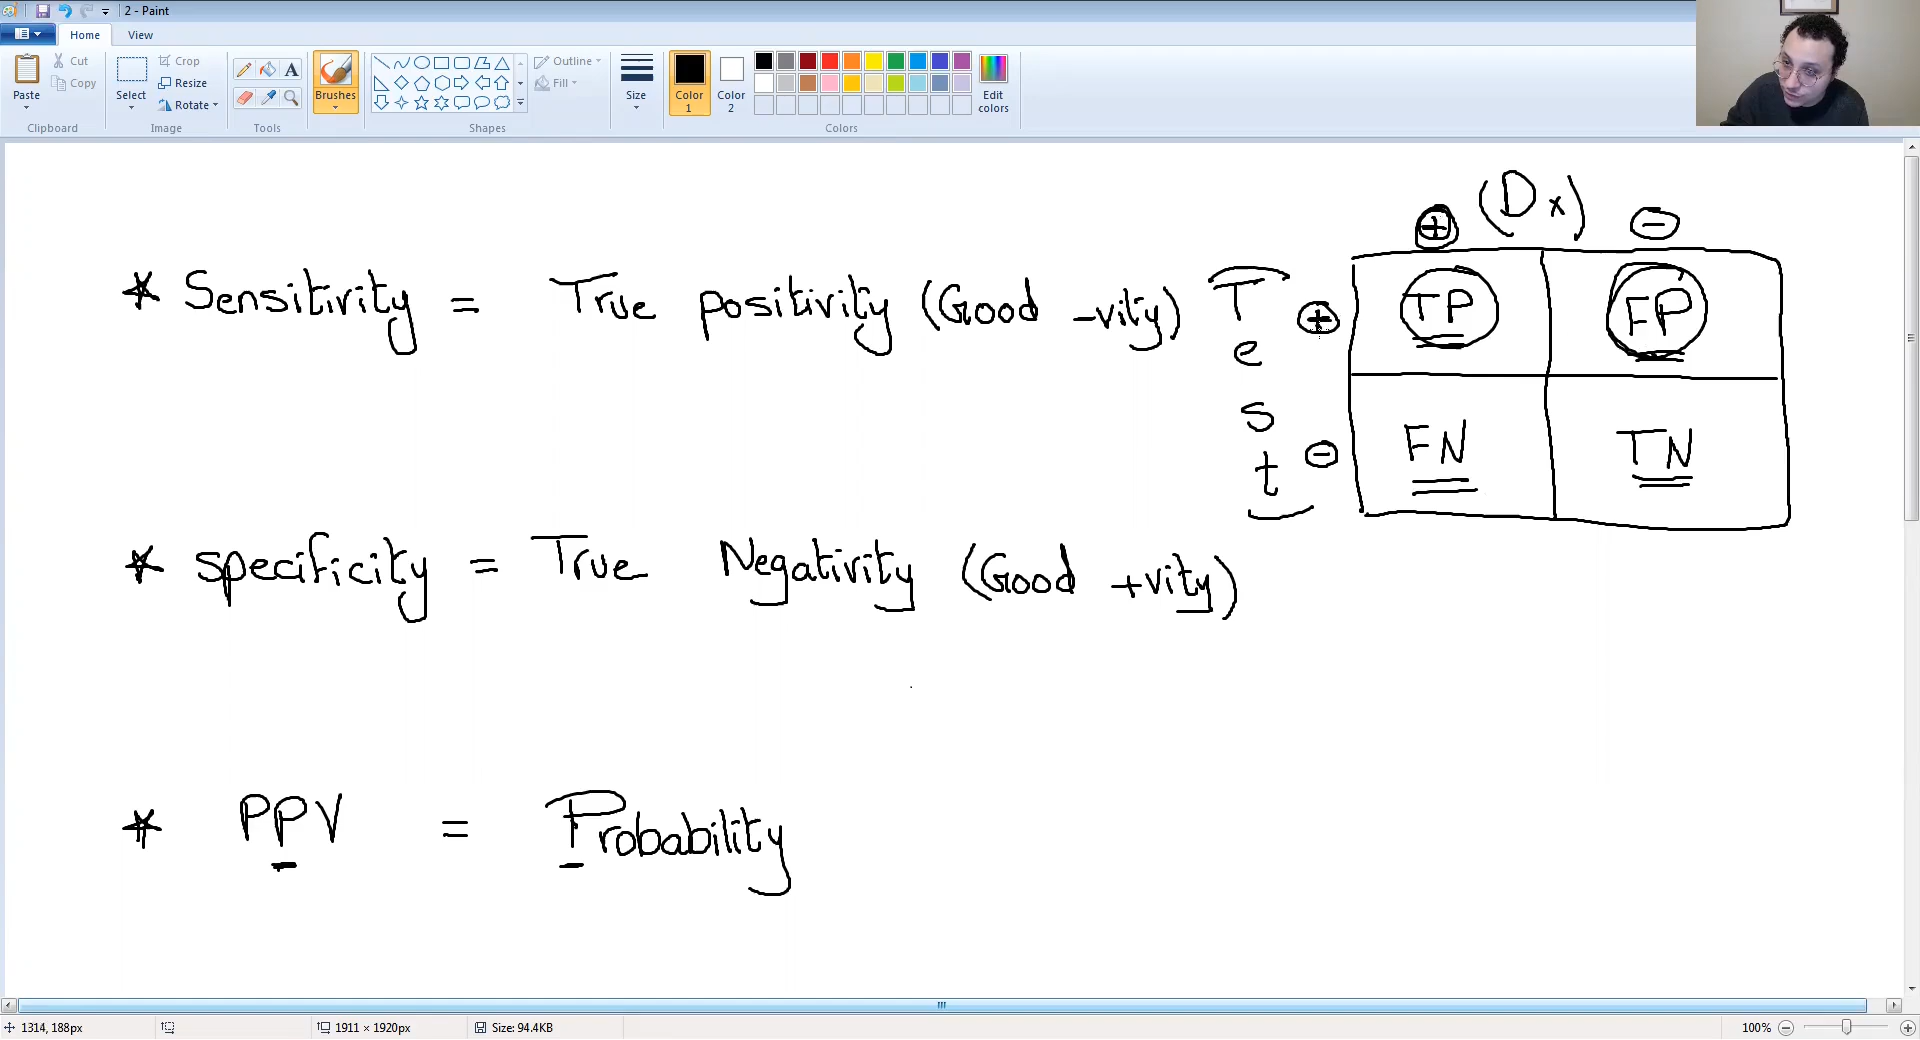 2 - Paint
Home View
Paste
Cut
Copy
Clipboard
Select
Crop
Resize
Rotate
Image
Tools
Brushes
Shapes
Outline
Fill
Size
Color 1
Color 2
Edit colors
Colors
(Dx)
+ -
* Sensitivity = True positivity (Good -vity)
Test
+ TP FP
- FN TN
* specificity = True Negativity (Good +vity)
* PPV = Probability
1314, 188px
1911 × 1920px
Size: 94.4KB
100%